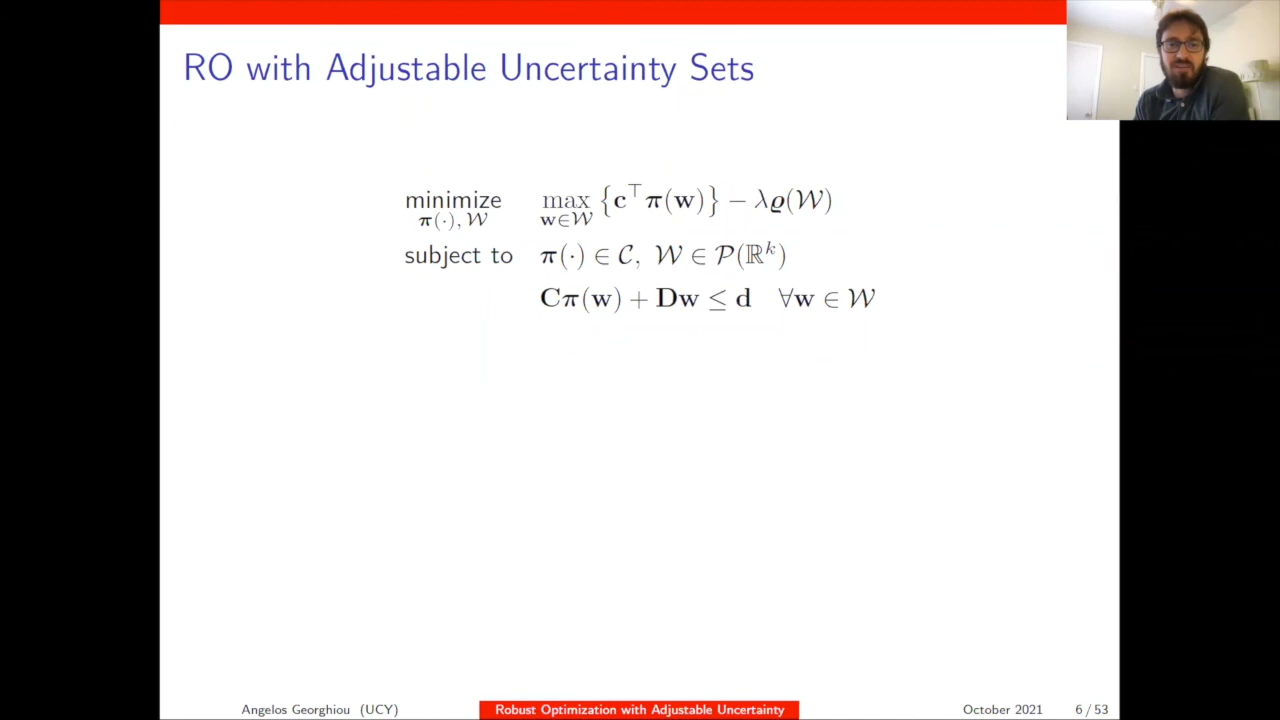 RO with Adjustable Uncertainty Sets
minimize max {c⊤π(w)} − λϱ(𝒲)
π(·), 𝒲 w∈𝒲
subject to π(·) ∈ 𝒞, 𝒲 ∈ 𝒫(ℝᵏ)
Cπ(w) + Dw ≤ d ∀w ∈ 𝒲
Angelos Georghiou (UCY) Robust Optimization with Adjustable Uncertainty October 2021 6 / 53